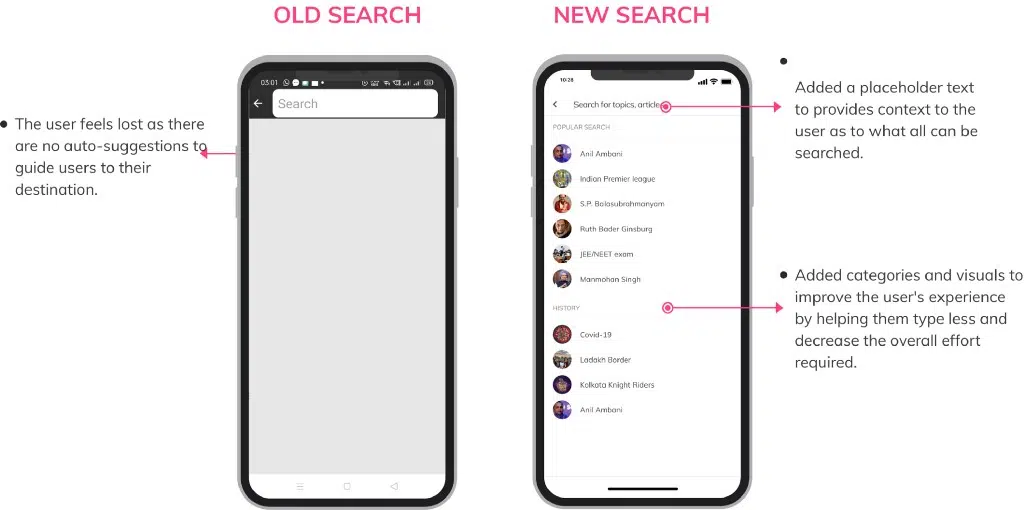 OLD SEARCH
NEW SEARCH
The user feels lost as there
are no auto-suggestions to
guide users to their
destination.
03:01
Search
10:28
Search for topics, article
POPULAR SEARCH
Anil Ambani
Indian Premier league
S.P. Balasubrohmanyam
Ruth Bader Ginsburg
JEE/NEET exam
Manmohan Singh
HISTORY
Covid-19
Ladakh Border
Kolkata Knight Riders
Anil Ambani
Added a placeholder text
to provides context to the
user as to what all can be
searched.
Added categories and visuals to
improve the user's experience
by helping them type less and
decrease the overall effort
required.